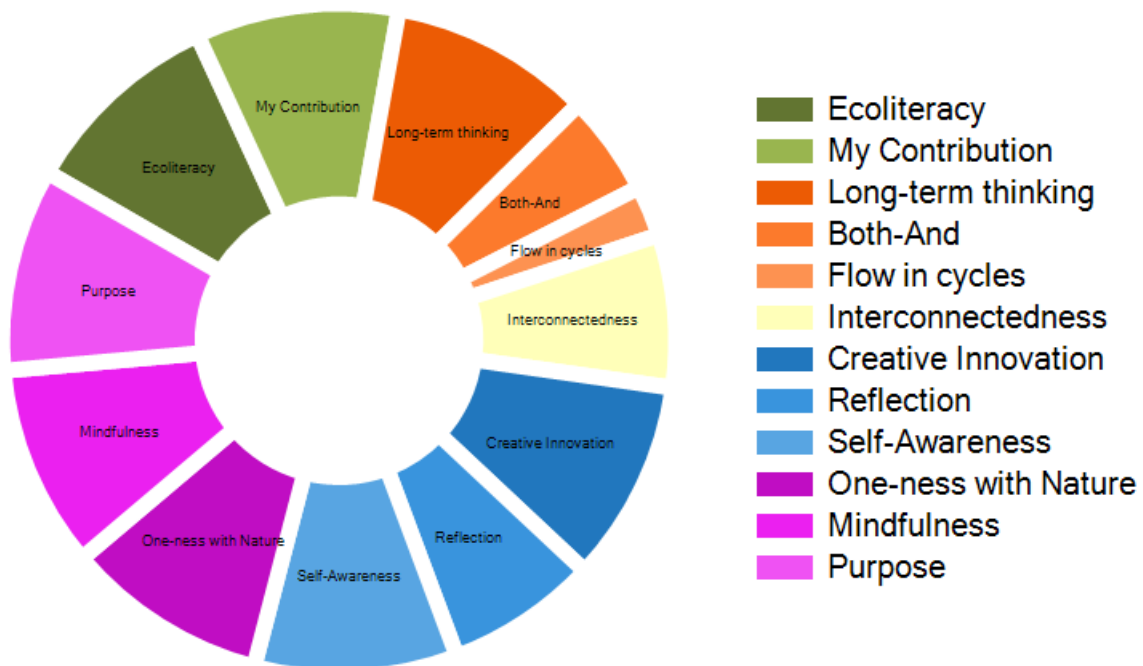 My Contribution
Long-term thinking
Ecoliteracy
Both-And
Flow in cycles
Purpose
Interconnectedness
Mindfulness
Creative Innovation
One-ness with Nature
Reflection
Self-Awareness
Ecoliteracy
My Contribution
Long-term thinking
Both-And
Flow in cycles
Interconnectedness
Creative Innovation
Reflection
Self-Awareness
One-ness with Nature
Mindfulness
Purpose